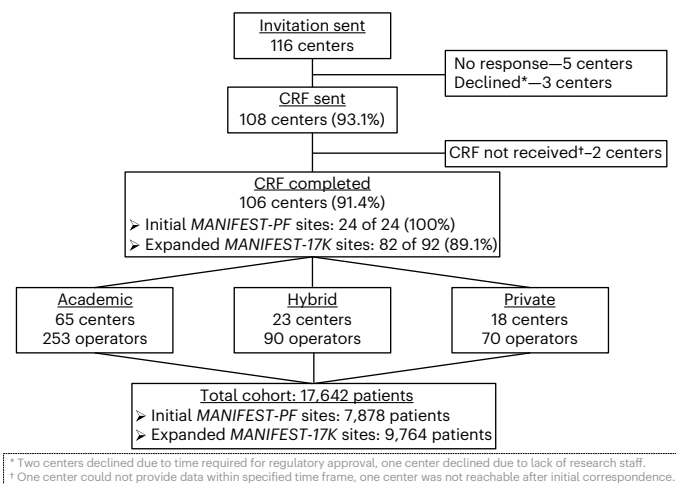 Invitation sent
116 centers
No response—5 centers
Declined*—3 centers
CRF sent
108 centers (93.1%)
CRF not received†–2 centers
CRF completed
106 centers (91.4%)
➢ Initial MANIFEST-PF sites: 24 of 24 (100%)
➢ Expanded MANIFEST-17K sites: 82 of 92 (89.1%)
Academic
65 centers
253 operators
Hybrid
23 centers
90 operators
Private
18 centers
70 operators
Total cohort: 17,642 patients
➢ Initial MANIFEST-PF sites: 7,878 patients
➢ Expanded MANIFEST-17K sites: 9,764 patients
* Two centers declined due to time required for regulatory approval, one center declined due to lack of research staff.
† One center could not provide data within specified time frame, one center was not reachable after initial correspondence.